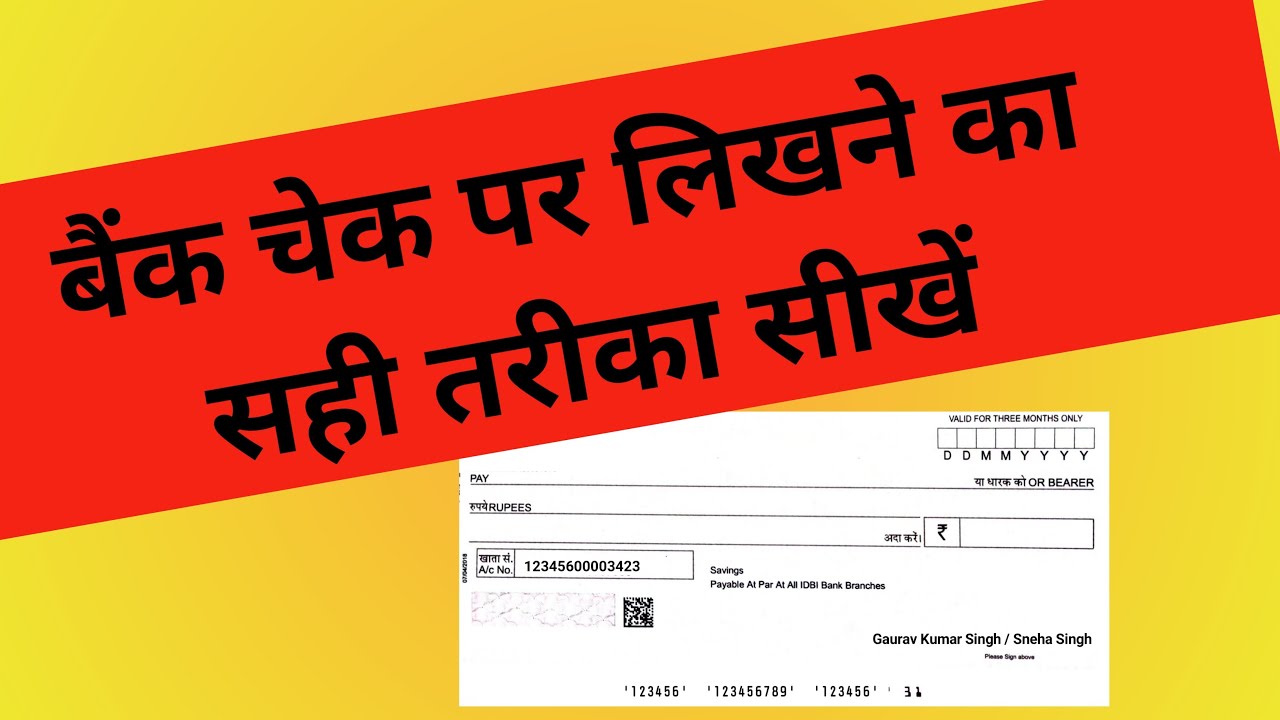 बैंक चेक पर लिखने का
सही तरीका सीखें
VALID FOR THREE MONTHS ONLY
D D M M Y Y Y Y
PAY या धारक को OR BEARER
रुपये RUPEES
अदा करें। ₹
खाता सं.
A/c No. 12345600003423
07/04/2018
Savings
Payable At Par At All IDBI Bank Branches
Gaurav Kumar Singh / Sneha Singh
Please Sign above
'123456' '123456789' '123456' ' 31